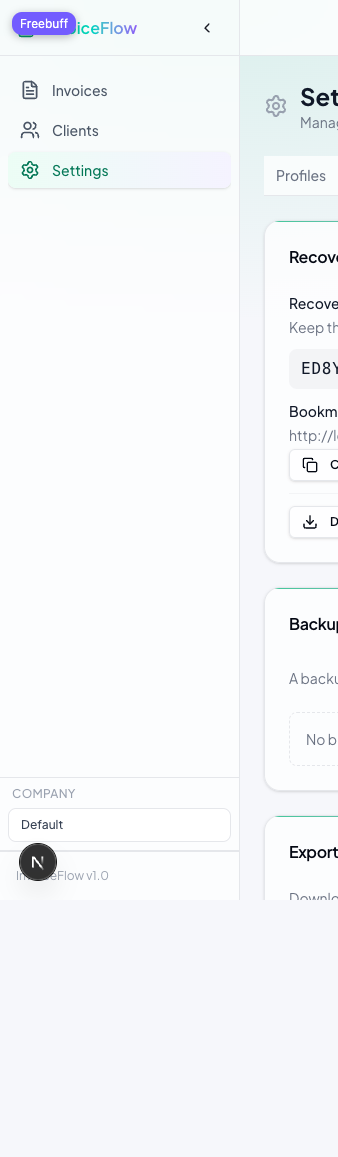 Freebuff
iceFlow
Invoices
Clients
Settings
COMPANY
Default
N
eFlow v1.0
Set
Manag
Profiles
Recove
Recove
Keep th
ED8Y
Bookm
http://l
C
D
Backup
A backu
No b
Export
Downlo